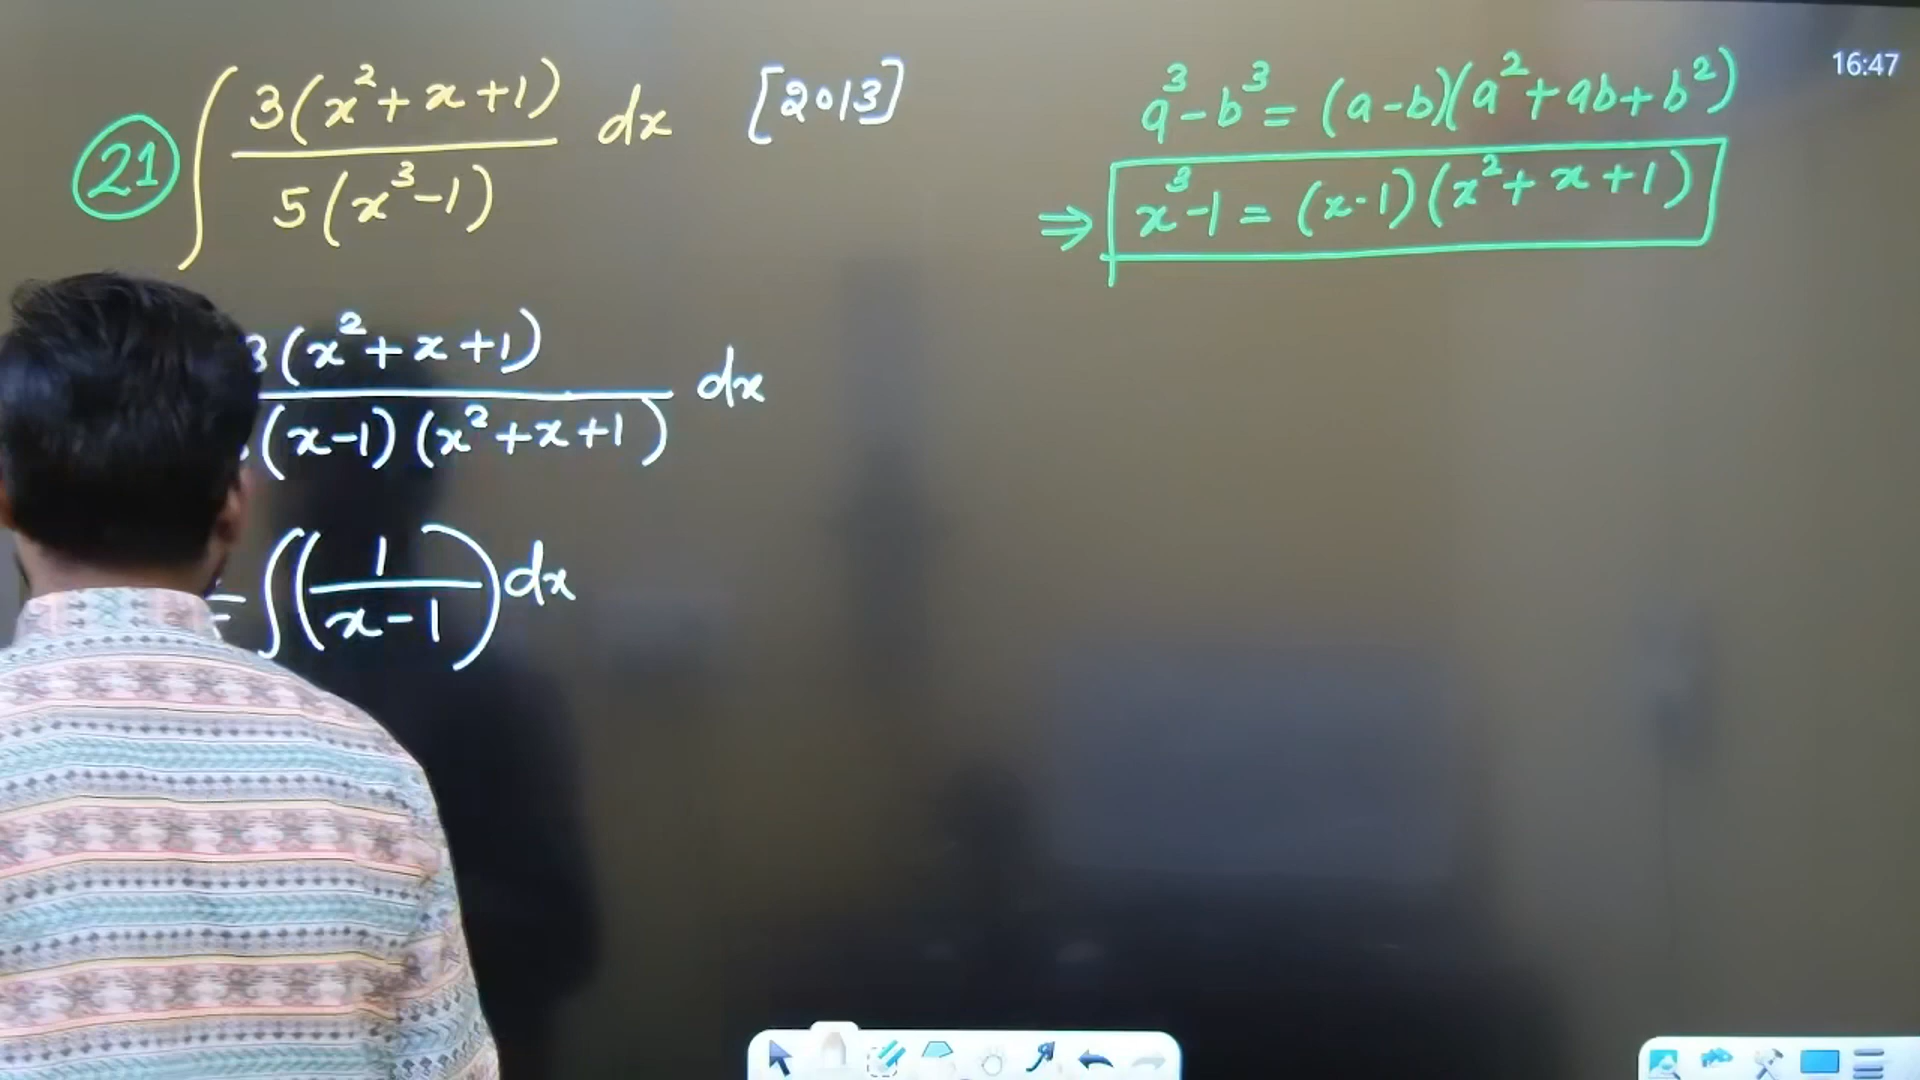 21 ∫ 3(x²+x+1) / 5(x³-1) dx [2013]
3(x²+x+1) / (x-1)(x²+x+1) dx
= ∫(1/(x-1))dx
a³-b³ = (a-b)(a²+ab+b²)
⇒ x³-1 = (x-1)(x²+x+1)
16:47